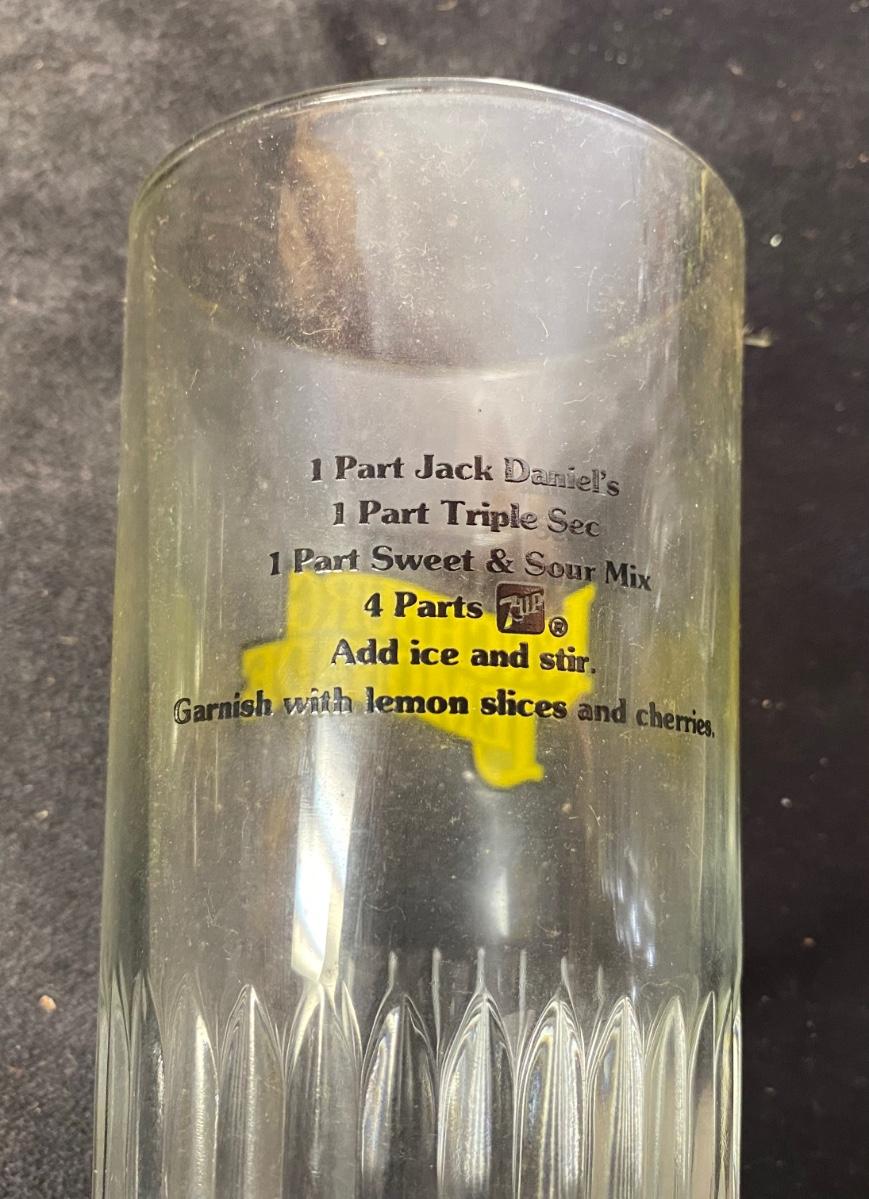 1 Part Jack Daniel's
1 Part Triple Sec
1 Part Sweet & Sour Mix
4 Parts 7UP®
Add ice and stir.
Garnish with lemon slices and cherries.